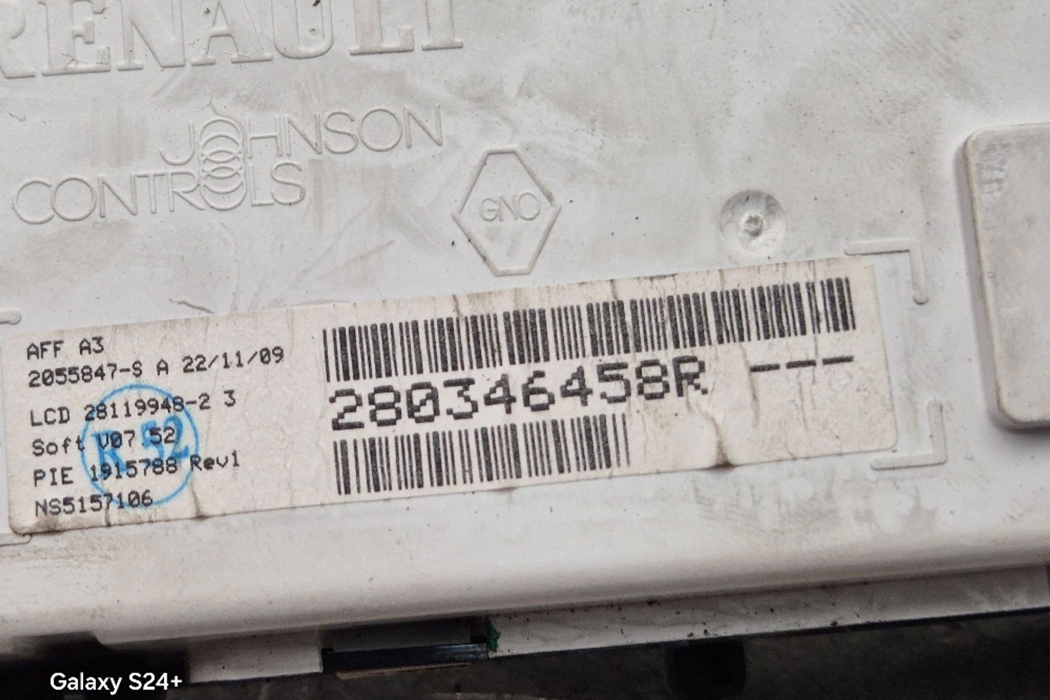 RENAULT
JOHNSON
CONTROLS
GNO
AFF A3
2055847-S A 22/11/09
LCD 28119948-2 3
Soft V07.52
PIE 1915788 Rev1
NS5157106
R 52
280346458R ---
Galaxy S24+